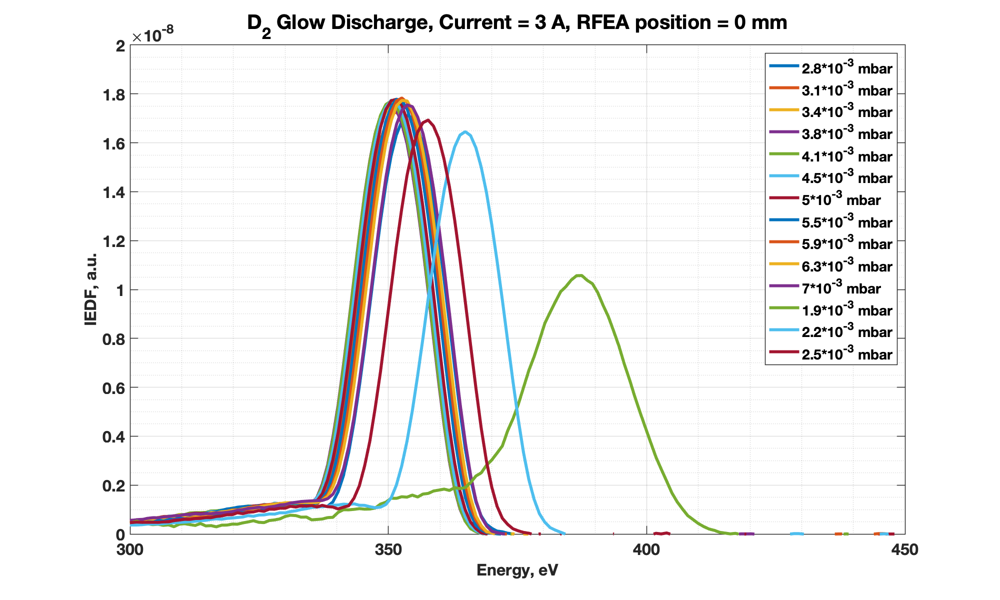 D2 Glow Discharge, Current = 3 A, RFEA position = 0 mm
×10-8
2
1.8
1.6
1.4
1.2
1
0.8
0.6
0.4
0.2
0
IEDF, a.u.
2.8*10-3 mbar
3.1*10-3 mbar
3.4*10-3 mbar
3.8*10-3 mbar
4.1*10-3 mbar
4.5*10-3 mbar
5*10-3 mbar
5.5*10-3 mbar
5.9*10-3 mbar
6.3*10-3 mbar
7*10-3 mbar
1.9*10-3 mbar
2.2*10-3 mbar
2.5*10-3 mbar
300 350 400 450
Energy, eV